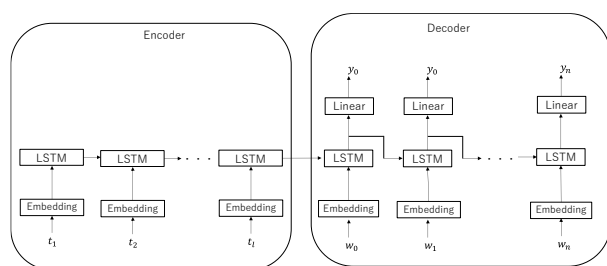 Encoder
Decoder
y₀ y₀ yₙ
Linear Linear Linear
LSTM LSTM · · · LSTM LSTM LSTM · · · LSTM
Embedding Embedding Embedding Embedding Embedding Embedding
t₁ t₂ tₗ w₀ w₁ wₙ